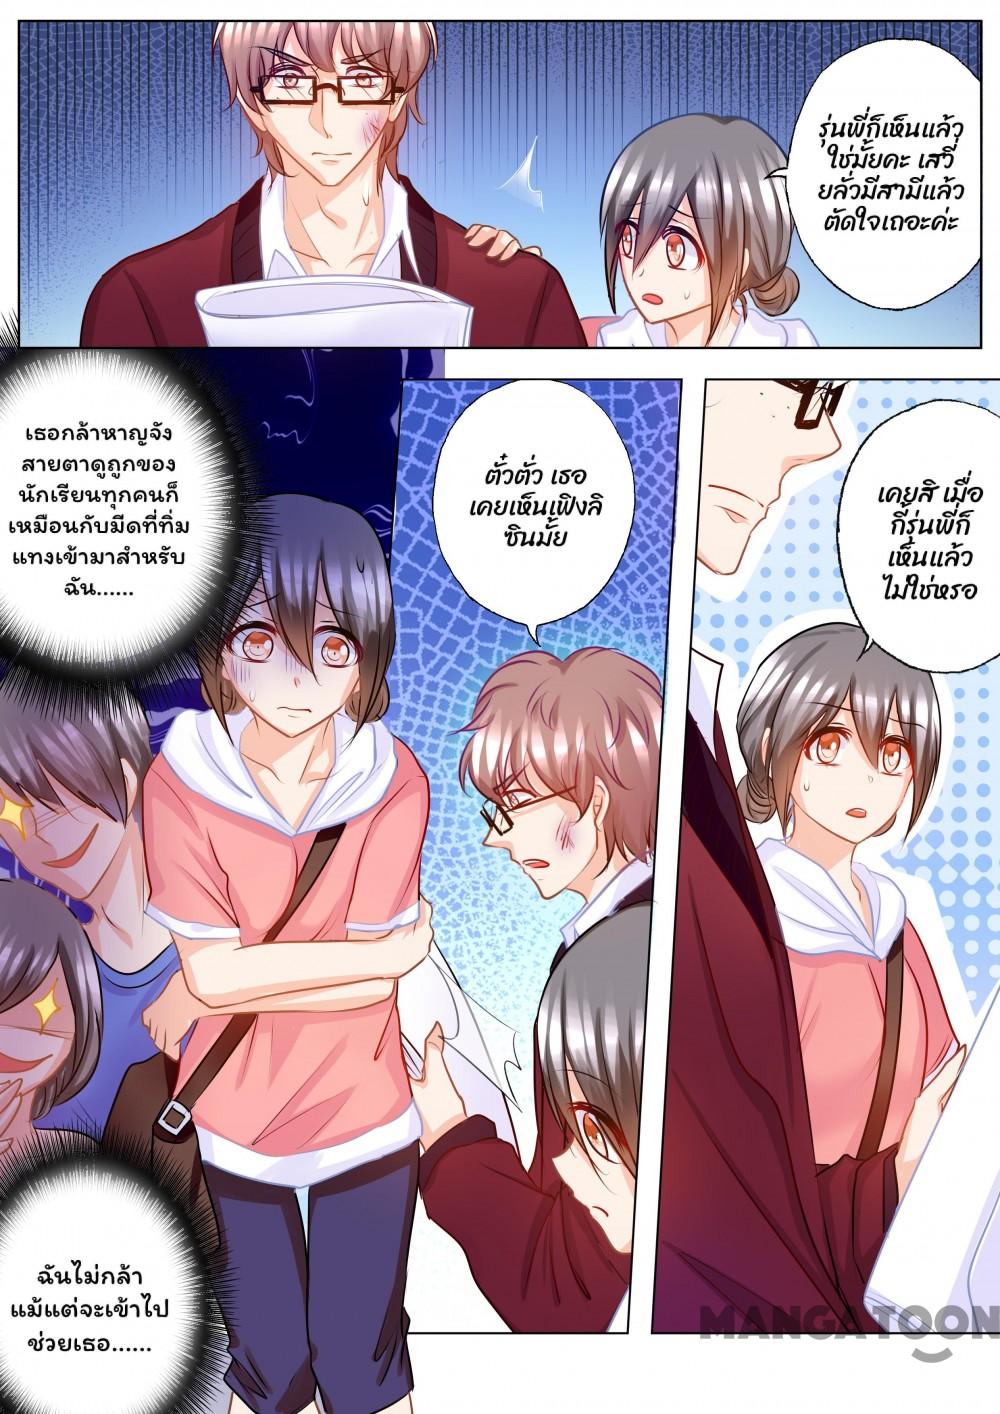 รุ่นพี่ก็เห็นแล้ว
ใช่มั้ยคะ เสวี่
ยลั่วมีสามีแล้ว
ตัดใจเถอะค่ะ
เคยสิ เมื่อ
กี้รุ่นพี่ก็
เห็นแล้ว
ไม่ใช่หรอ
ตั๋วตั่ว เธอ
เคยเห็นเฟิงลิ
ซินมั้ย
เธอกล้าหาญจัง
สายตาดูถูกของ
นักเรียนทุกคนก็
เหมือนกับมีดที่ทิ่ม
แทงเข้ามาสำหรับ
ฉัน......
ฉันไม่กล้า
แม้แต่จะเข้าไป
ช่วยเธอ......
MANGATOON